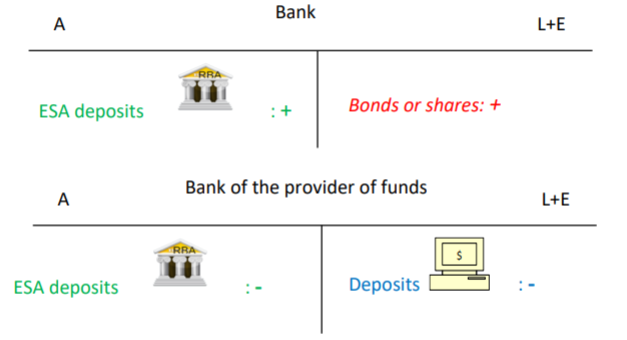 Bank
A
L+E
RBA
ESA deposits : +
Bonds or shares: +
Bank of the provider of funds
A
L+E
RBA
ESA deposits : -
$
Deposits : -